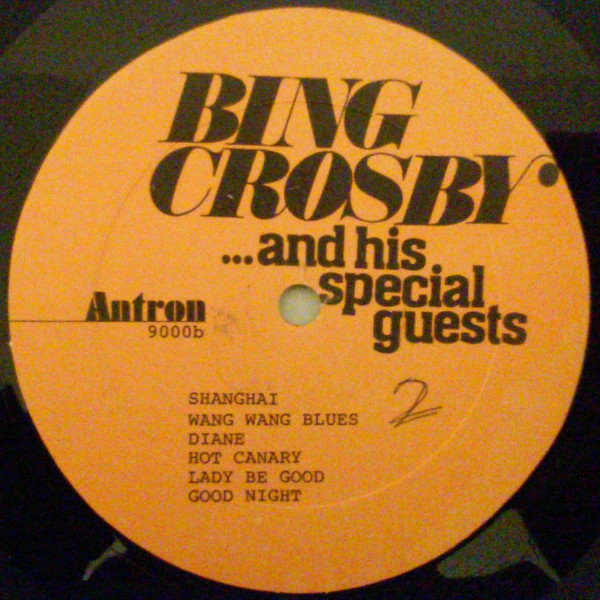 BING
CROSBY
...and his
special
guests
Antron
9000b
SHANGHAI
WANG WANG BLUES
DIANE
HOT CANARY
LADY BE GOOD
GOOD NIGHT
2